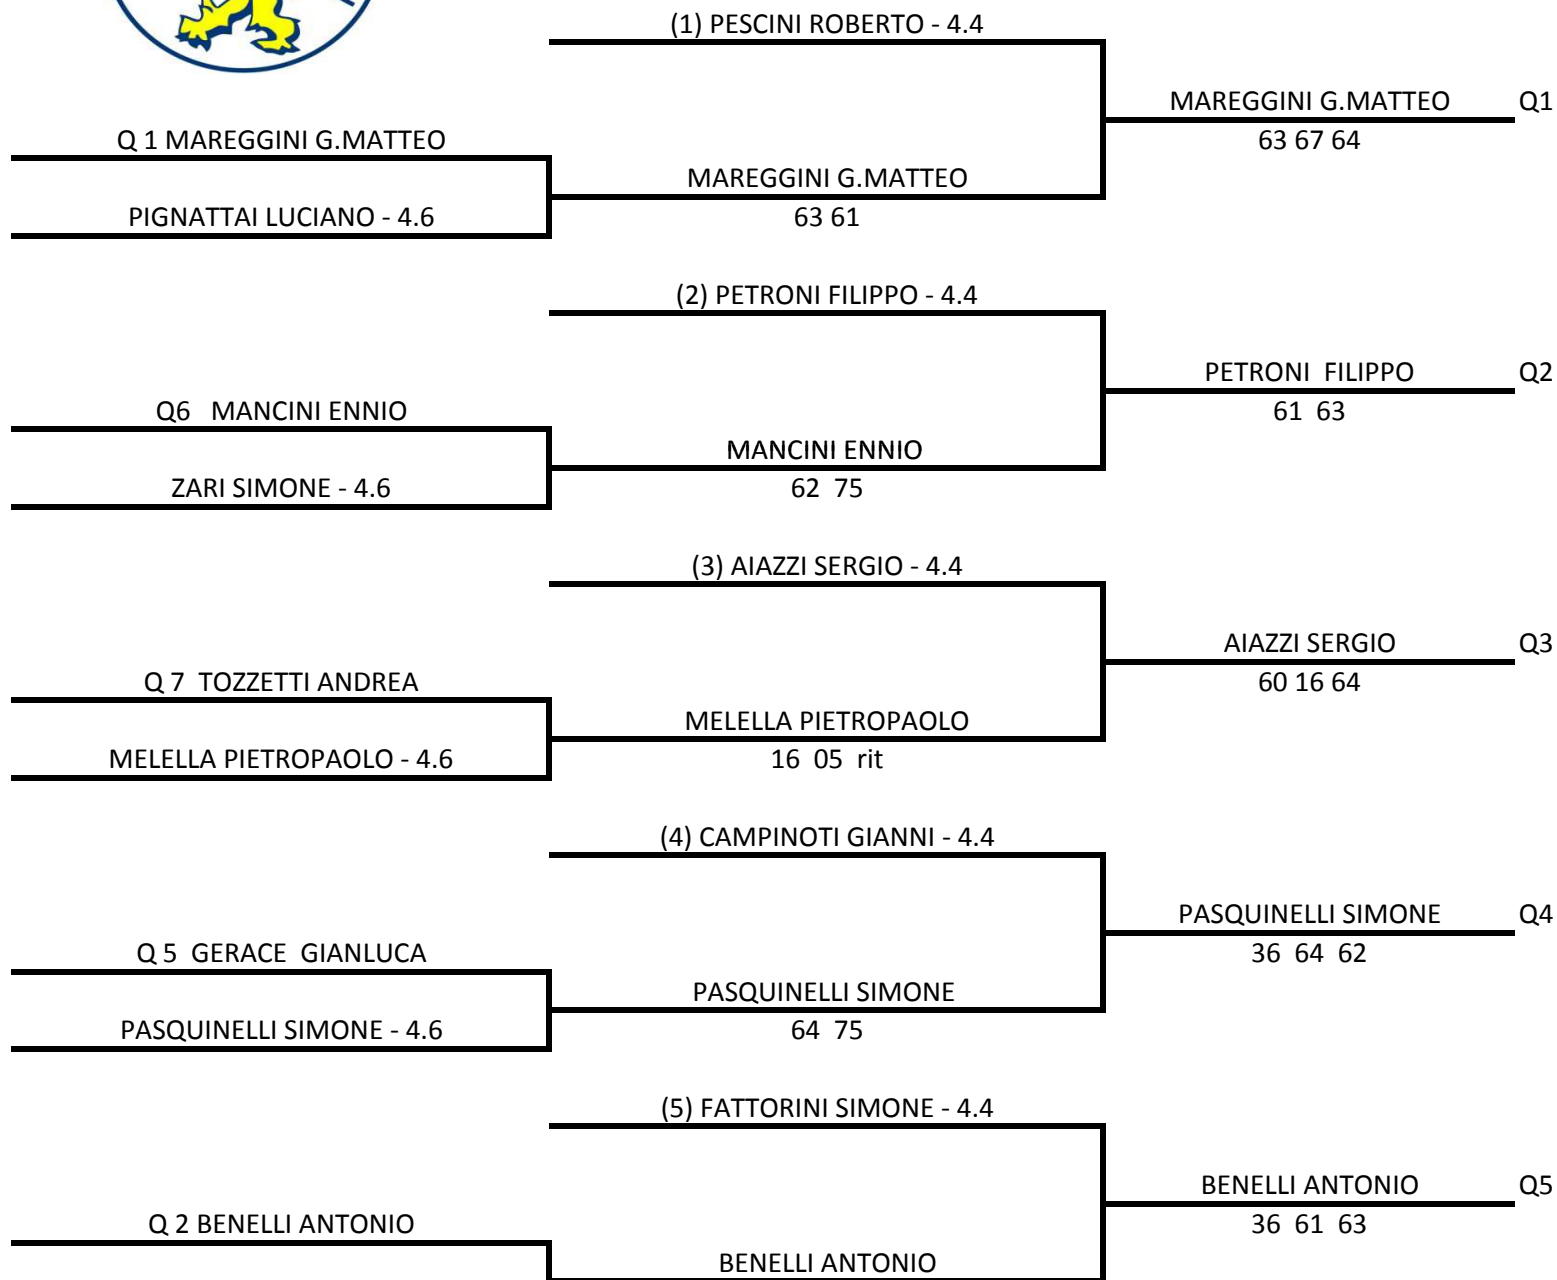 (1) PESCINI ROBERTO - 4.4
MAREGGINI G.MATTEO Q1
Q 1 MAREGGINI G.MATTEO
63 67 64
MAREGGINI G.MATTEO
PIGNATTAI LUCIANO - 4.6
63 61
(2) PETRONI FILIPPO - 4.4
PETRONI FILIPPO Q2
Q6 MANCINI ENNIO
61 63
MANCINI ENNIO
ZARI SIMONE - 4.6
62 75
(3) AIAZZI SERGIO - 4.4
AIAZZI SERGIO Q3
Q 7 TOZZETTI ANDREA
60 16 64
MELELLA PIETROPAOLO
MELELLA PIETROPAOLO - 4.6
16 05 rit
(4) CAMPINOTI GIANNI - 4.4
PASQUINELLI SIMONE Q4
Q 5 GERACE GIANLUCA
36 64 62
PASQUINELLI SIMONE
PASQUINELLI SIMONE - 4.6
64 75
(5) FATTORINI SIMONE - 4.4
BENELLI ANTONIO Q5
Q 2 BENELLI ANTONIO
36 61 63
BENELLI ANTONIO